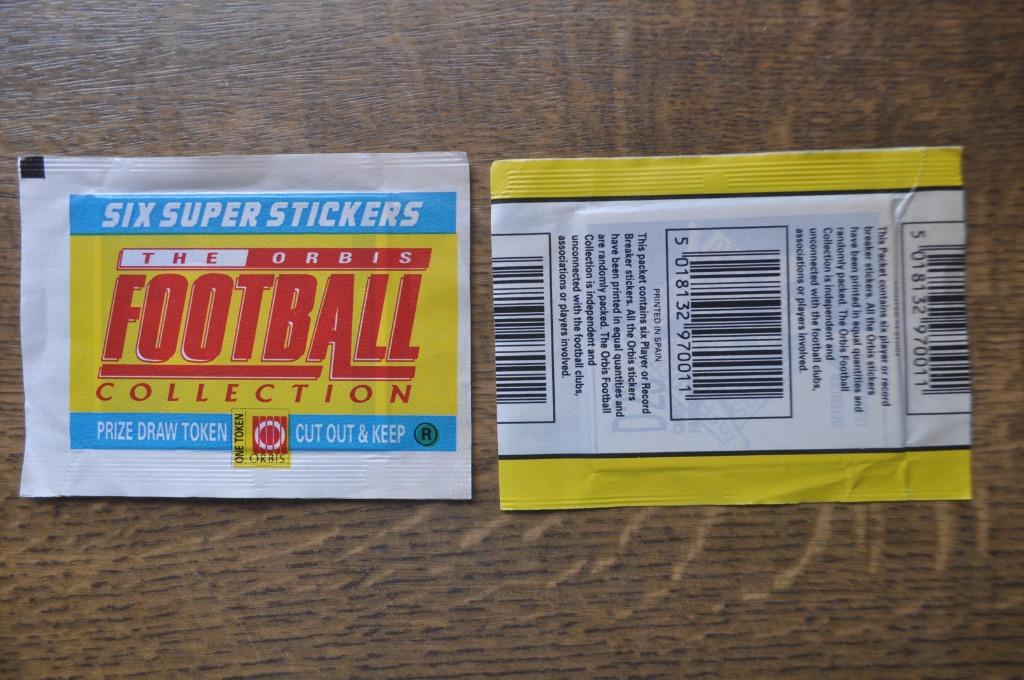 SIX SUPER STICKERS
THE ORBIS
FOOTBALL
COLLECTION
PRIZE DRAW TOKEN
ONE TOKEN
ORBIS
CUT OUT & KEEP
R
5 018132 970011
This packet contains six player or record
breaker stickers. All the Orbis stickers
have been printed in equal quantities and
randomly packed. The Orbis Football
Collection is independent and
unconnected with the football clubs,
associations or players involved.
5 018132 970011
PRINTED IN SPAIN
This packet contains six Player or Record
Breaker stickers. All the Orbis stickers
have been printed in equal quantities and
are randomly packed. The Orbis Football
Collection is independent and
unconnected with the football clubs,
associations or players involved.